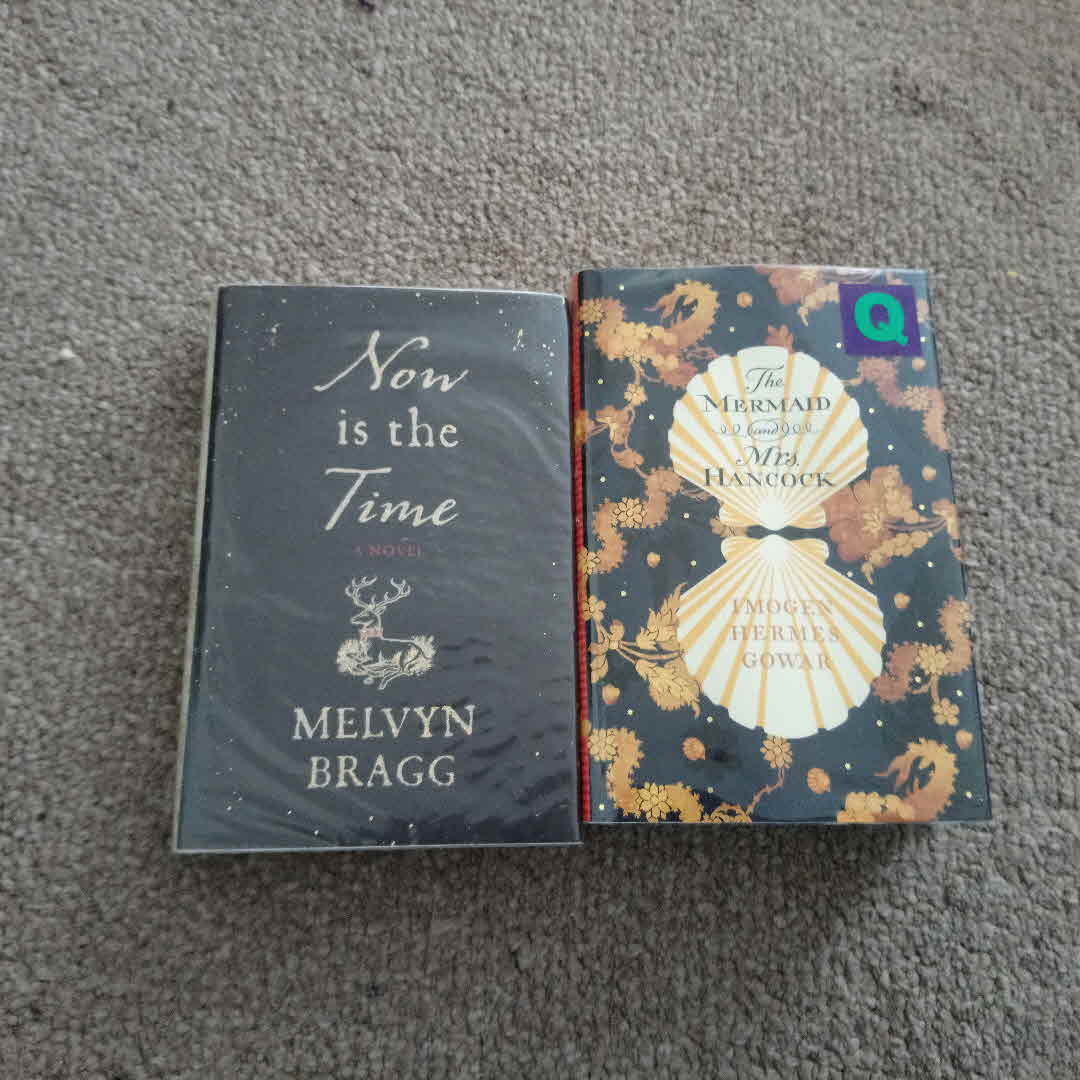 Now
is the
Time
A NOVEL
MELVYN
BRAGG
Q
The
MERMAID
and
Mrs.
HANCOCK
IMOGEN
HERMES
GOWAR